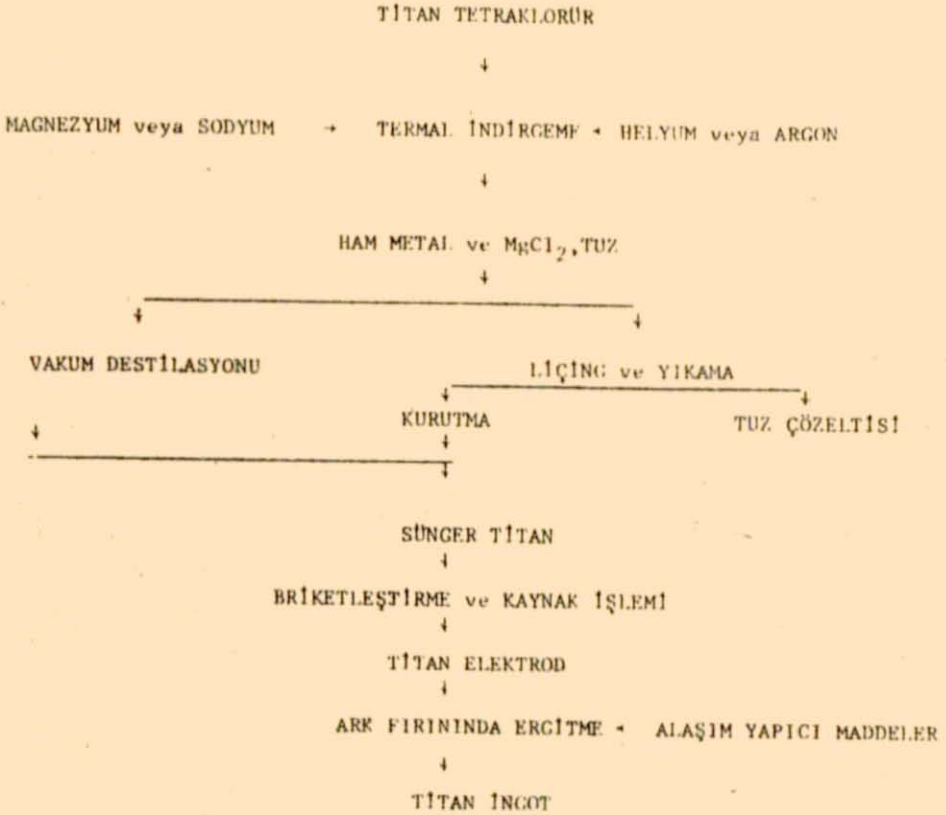 TİTAN TETRAKLORÜR
↓
MAGNEZYUM veya SODYUM → TERMAL İNDİRGEME ← HELYUM veya ARGON
↓
HAM METAL ve MgCl₂,TUZ
↓
↓ ↓
VAKUM DESTİLASYONU LİÇİNG ve YIKAMA
↓ ↓
KURUTMA TUZ ÇÖZELTİSİ
↓ ↓
↓
SÜNGER TİTAN
↓
BRİKETLEŞTİRME ve KAYNAK İŞLEMİ
↓
TİTAN ELEKTROD
↓
ARK FIRININDA ERGİTME ← ALAŞIM YAPICI MADDELER
↓
TİTAN İNGOT